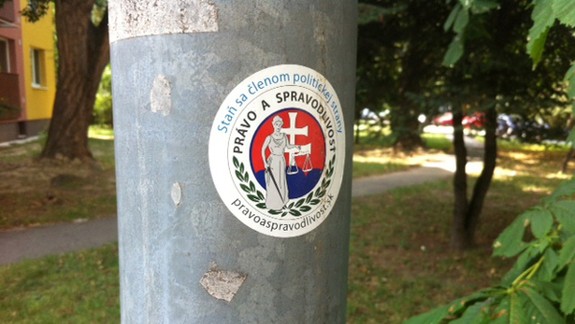 Staň sa členom politickej strany
PRÁVO A SPRAVODLIVOSŤ
pravoaspravodlivost.sk